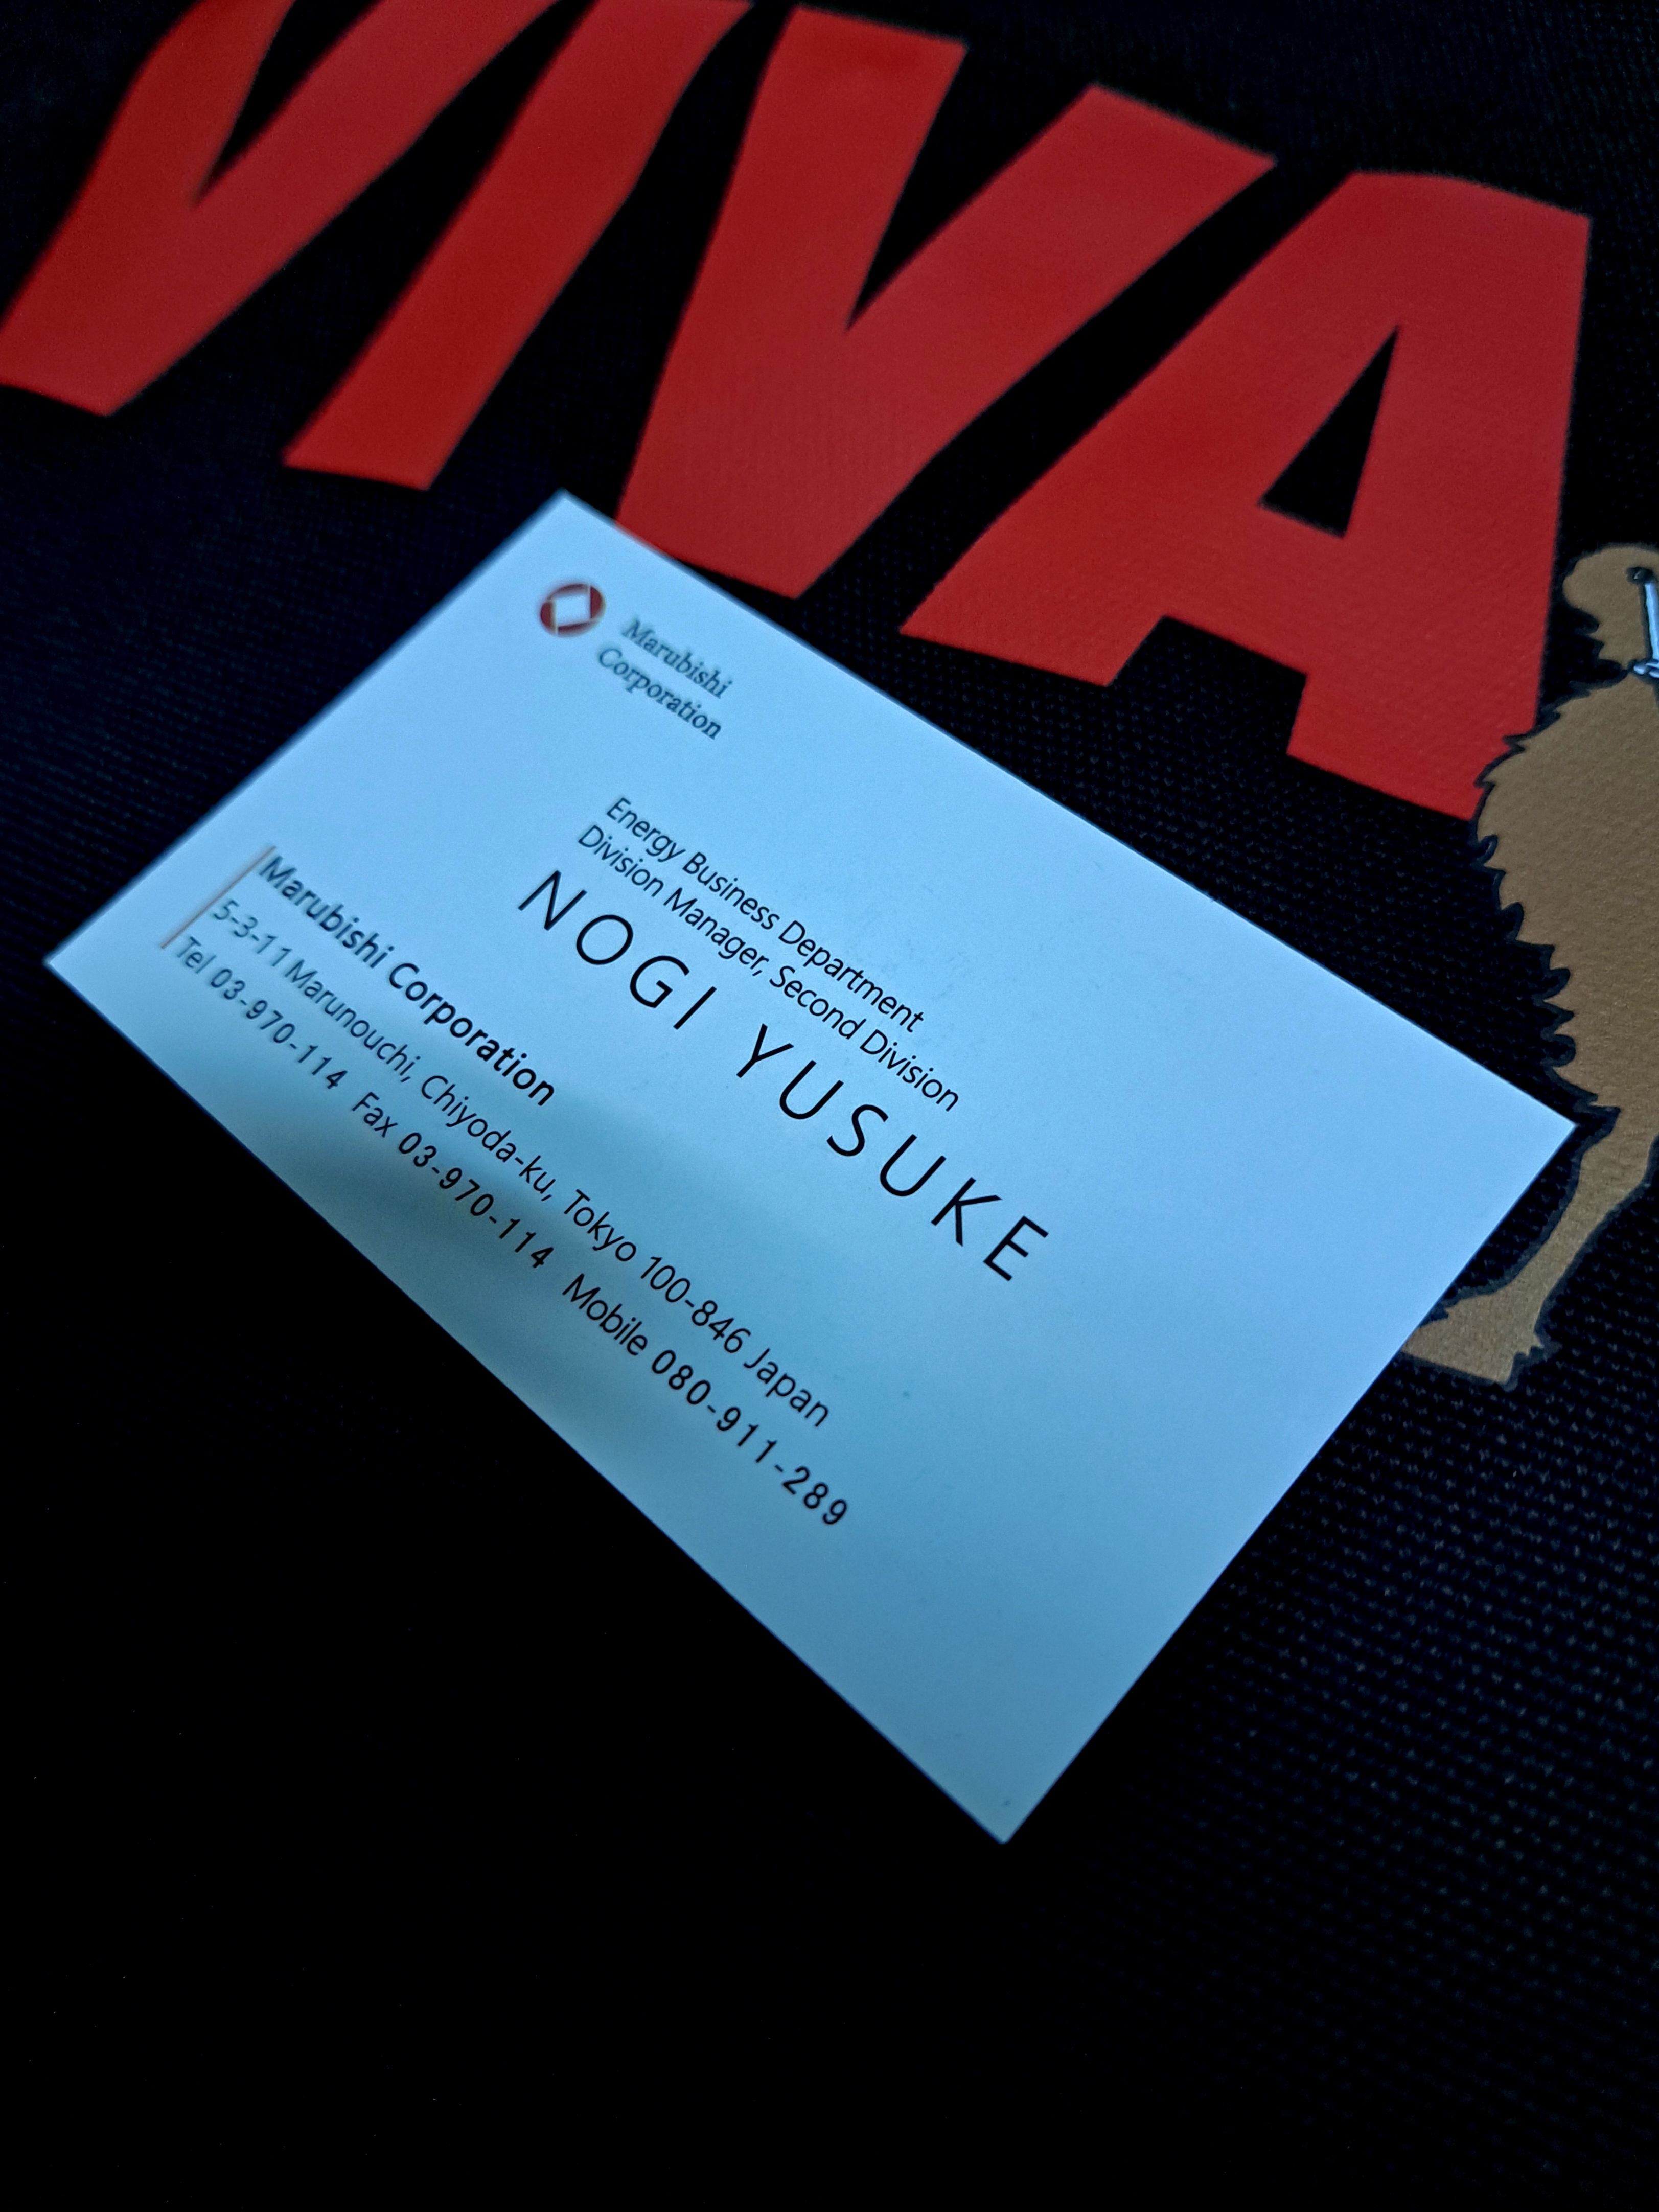 VIVA
Marubishi
Corporation
Energy Business Department
Division Manager, Second Division
NOGI YUSUKE
Marubishi Corporation
5-3-11 Marunouchi, Chiyoda-ku, Tokyo 100-846 Japan
Tel 03-970-114 Fax 03-970-114 Mobile 080-911-289